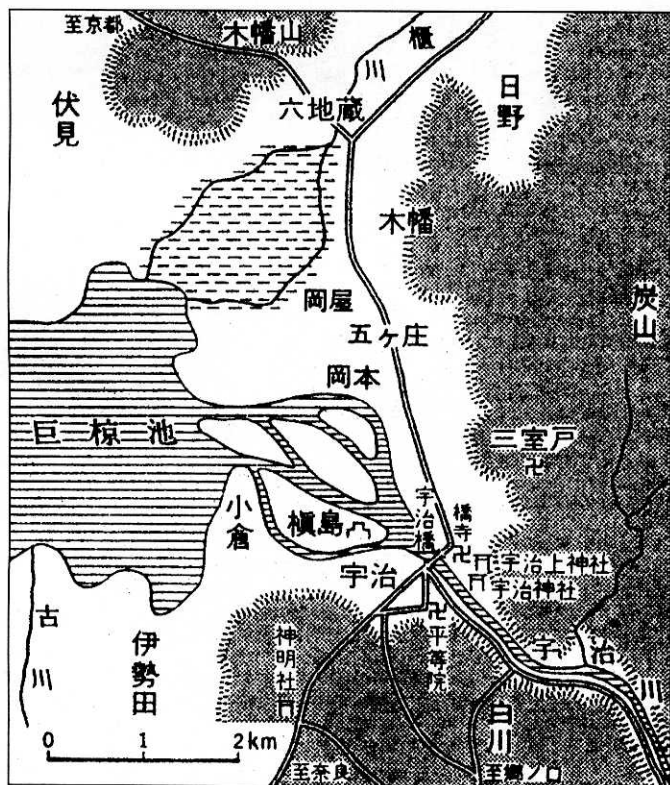 至京都
木幡山
櫃
川
六地蔵
伏見
日野
木幡
岡屋
五ヶ庄
炭山
岡本
巨椋池
三室戸
小倉
槇島
宇治橋
橋寺
宇治上神社
宇治神社
宇治
平等院
神明社
宇治川
古川
伊勢田
白川
0 1 2km
至奈良
至郷ノ口